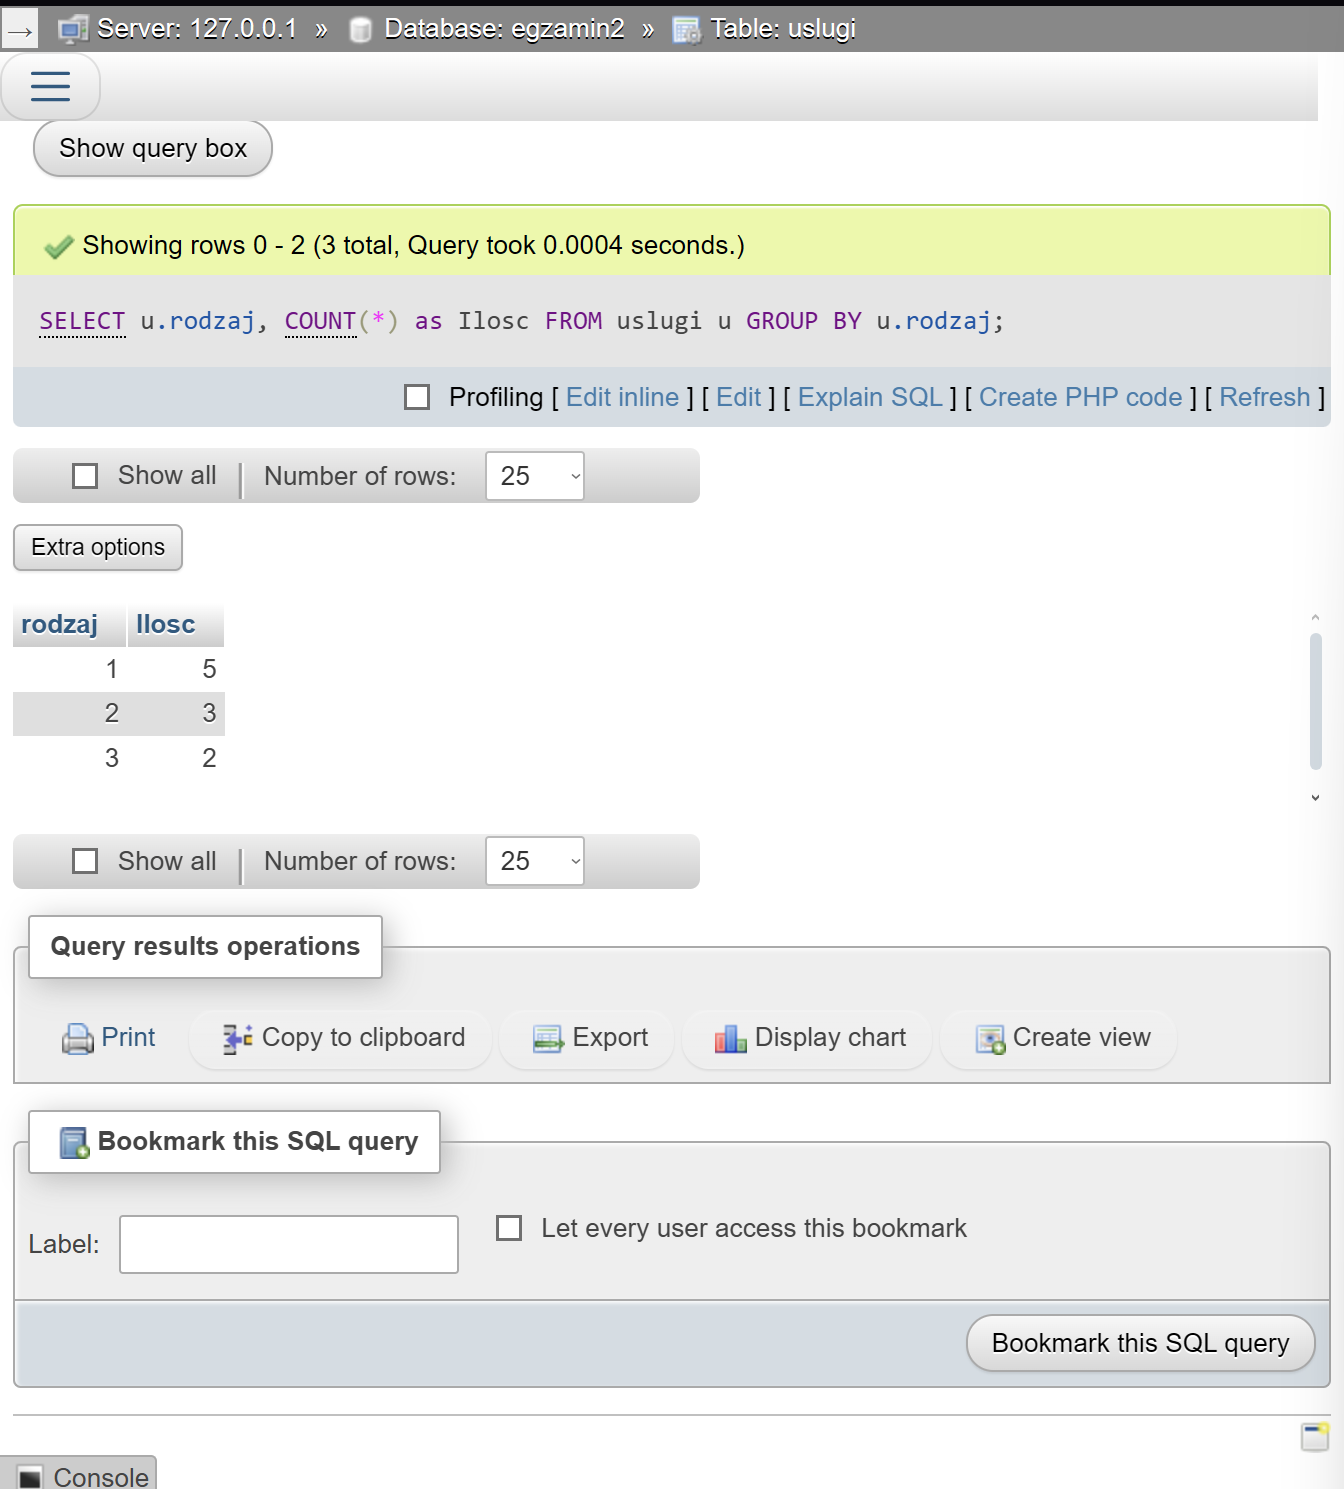 Server: 127.0.0.1 » Database: egzamin2 » Table: uslugi
Show query box
Showing rows 0 - 2 (3 total, Query took 0.0004 seconds.)
SELECT u.rodzaj, COUNT(*) as Ilosc FROM uslugi u GROUP BY u.rodzaj;
Profiling [ Edit inline ] [ Edit ] [ Explain SQL ] [ Create PHP code ] [ Refresh ]
Show all | Number of rows: 25
Extra options
rodzaj Ilosc
1 5
2 3
3 2
Show all | Number of rows: 25
Query results operations
Print Copy to clipboard Export Display chart Create view
Bookmark this SQL query
Label: Let every user access this bookmark
Bookmark this SQL query
Console